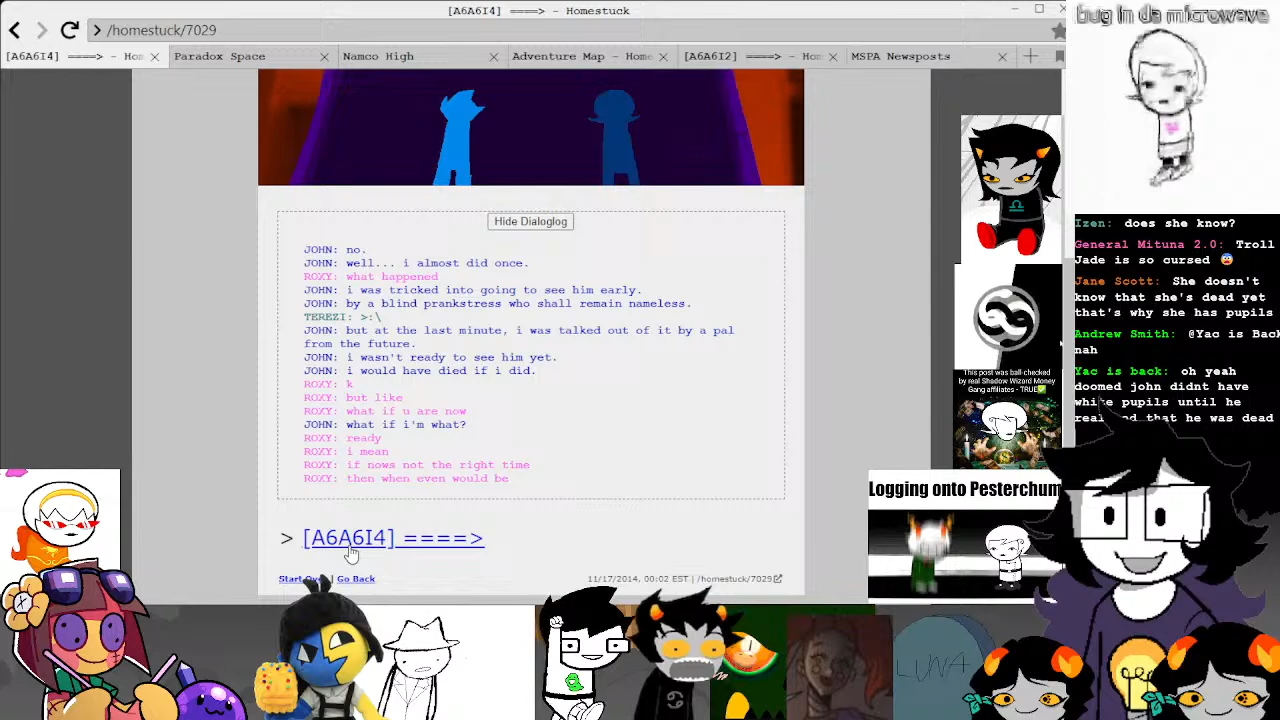 [A6A6I4] ====> - Homestuck
/homestuck/7029
[A6A6I4] ====> - Hom
Paradox Space
Namco High
Adventure Map - Home
[A6A6I2] ====> - Hom
MSPA Newsposts
Hide Dialoglog
JOHN: no.
JOHN: well... i almost did once.
ROXY: what happened
JOHN: i was tricked into going to see him early.
JOHN: by a blind prankstress who shall remain nameless.
TEREZI: >:\
JOHN: but at the last minute, i was talked out of it by a pal
from the future.
JOHN: i wasn't ready to see him yet.
JOHN: i would have died if i did.
ROXY: k
ROXY: but like
ROXY: what if u are now
JOHN: what if i'm what?
ROXY: ready
ROXY: i mean
ROXY: if nows not the right time
ROXY: then when even would be
> [A6A6I4] ====>
Start Over | Go Back
11/17/2014, 00:02 EST | /homestuck/7029
bug in da microwave
Izen: does she know?
General Mituna 2.0: Troll
Jade is so cursed 😨
Jane Scott: She doesn't
know that she's dead yet
that's why she has pupils
Andrew Smith: @Yac is Back
nah
Yac is back: oh yeah
doomed john didnt have
white pupils until he
realized that he was dead
This post was ball-checked
by real Shadow Wizard Money
Gang affiliates - TRUE✅
Logging onto Pesterchum
LUNA